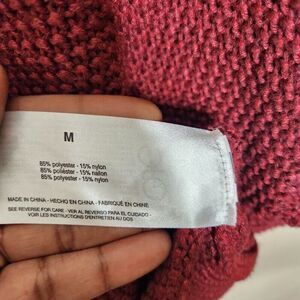 M
85% polyester - 15% nylon
85% poliéster - 15% nailon
85% polyester - 15% nylon
MADE IN CHINA - HECHO EN CHINA - FABRIQUÉ EN CHINE
SEE REVERSE FOR CARE - VER AL REVERSO PARA EL CUIDADO -
VOIR LES INSTRUCTIONS D'ENTRETIEN AU DOS